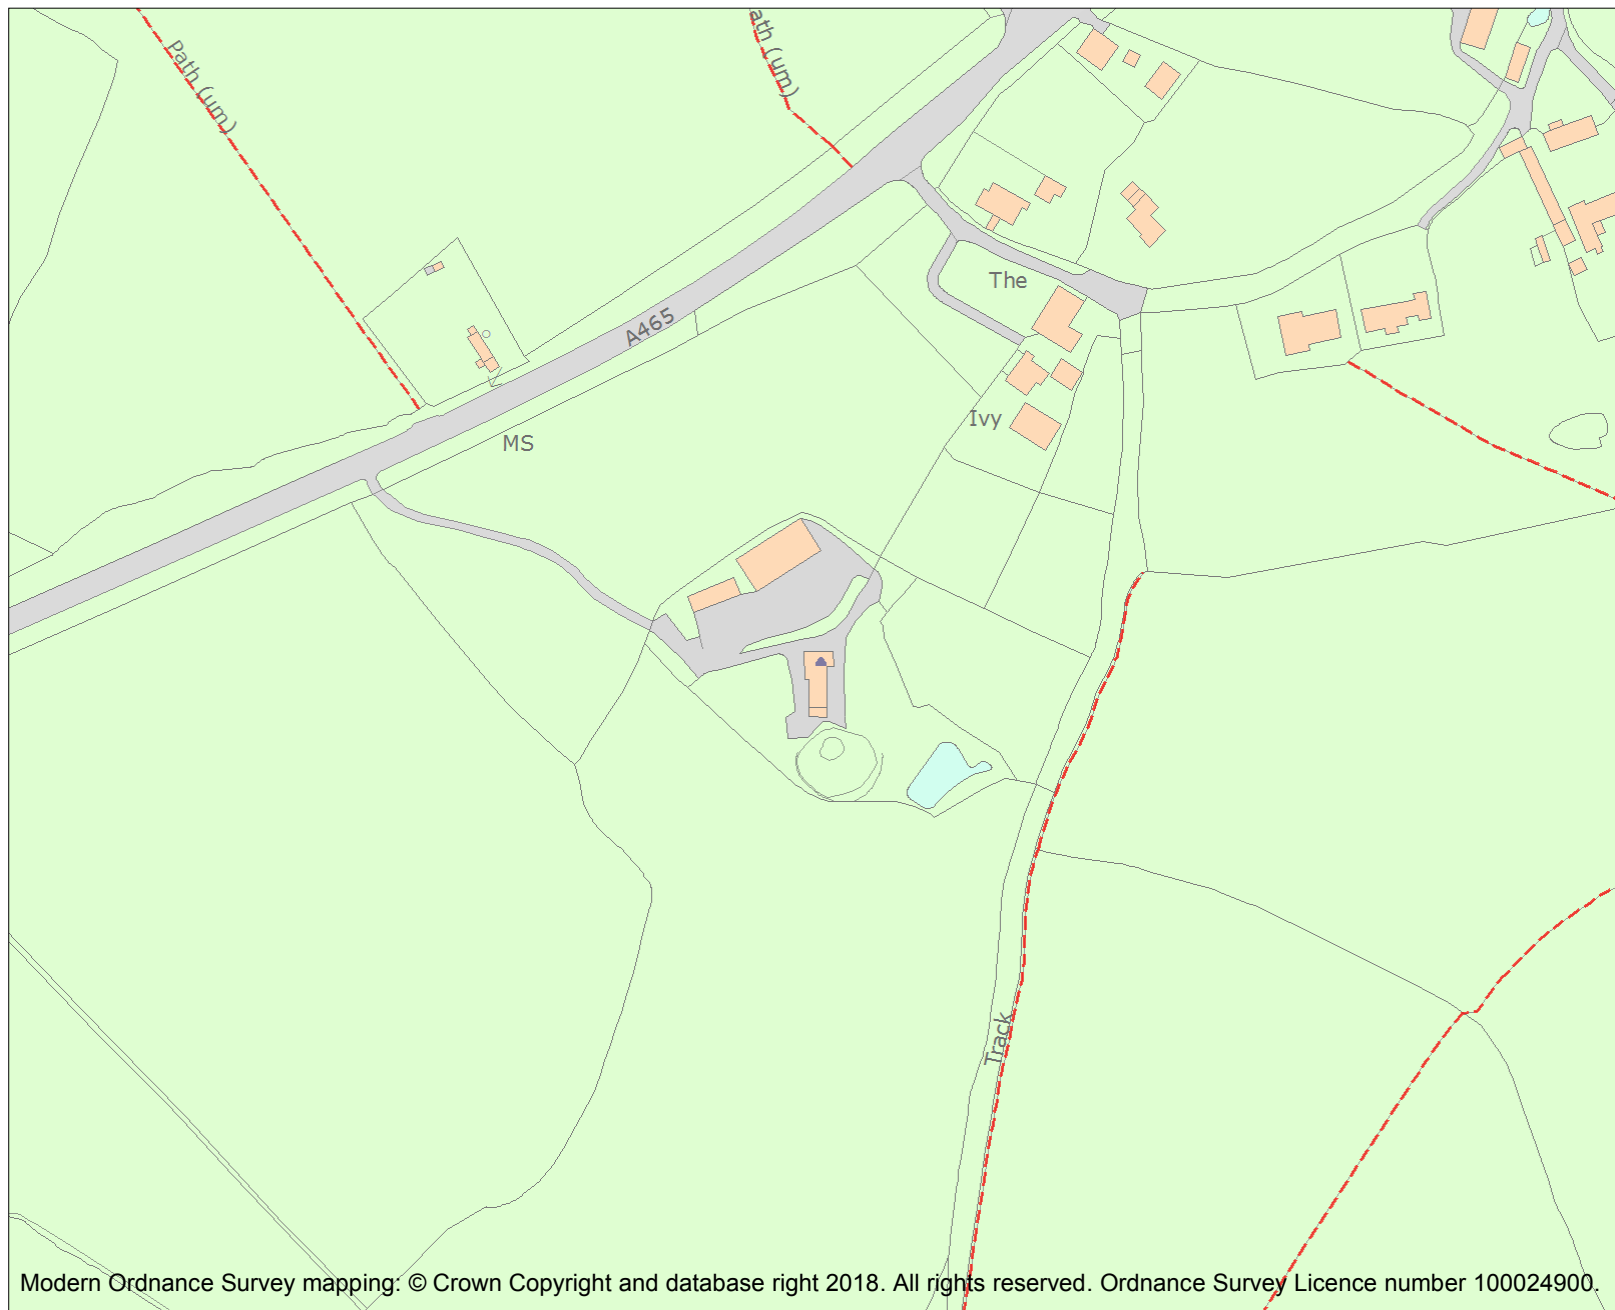 Path (um)
ath (um)
The
A465
Ivy
MS
Track
Modern Ordnance Survey mapping: © Crown Copyright and database right 2018. All rights reserved. Ordnance Survey Licence number 100024900.